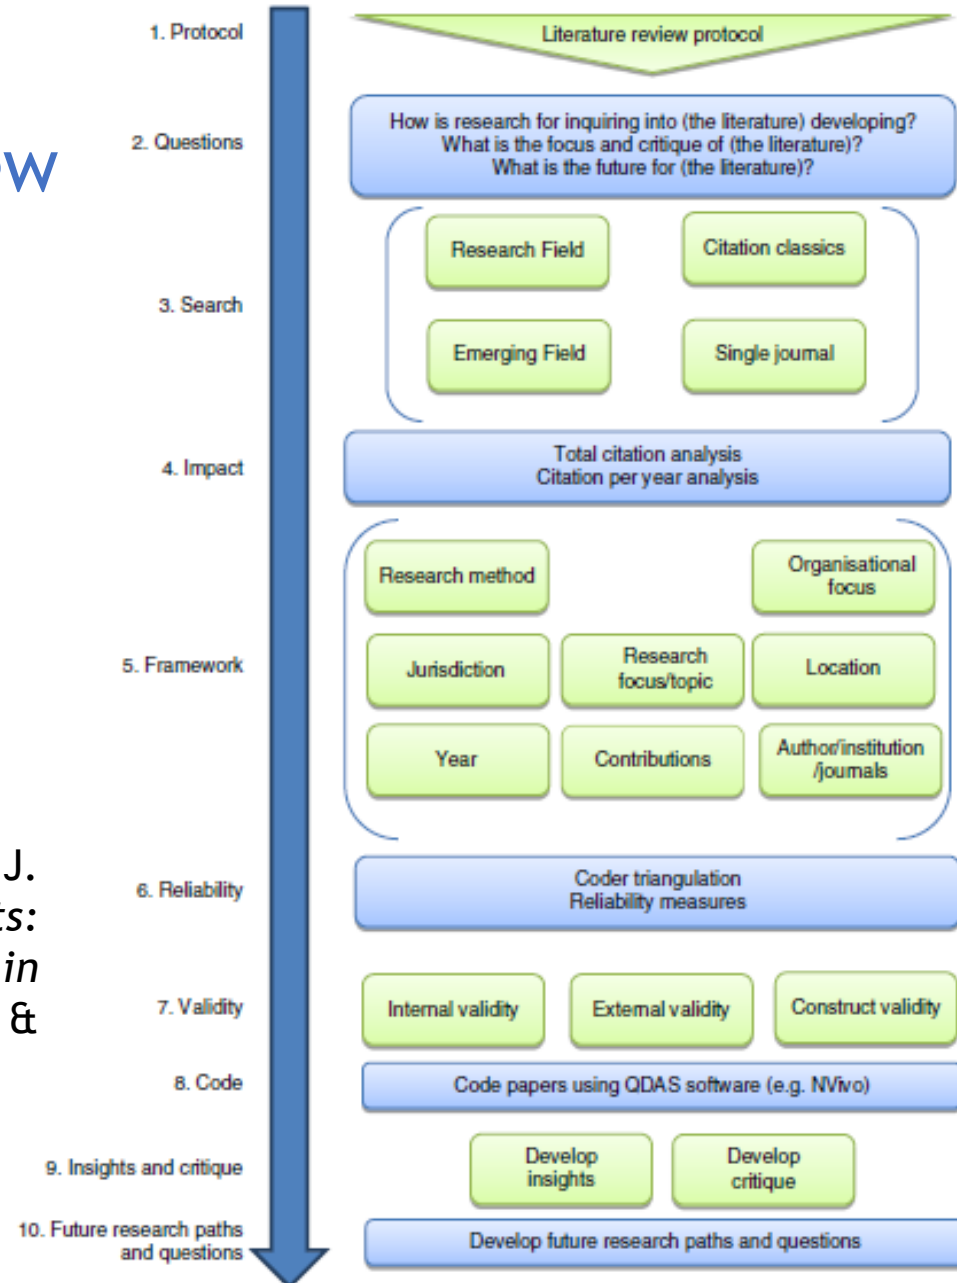 1. Protocol
Literature review protocol
2. Questions
How is research for inquiring into (the literature) developing?
What is the focus and critique of (the literature)?
What is the future for (the literature)?
3. Search
Research Field
Citation classics
Emerging Field
Single journal
4. Impact
Total citation analysis
Citation per year analysis
5. Framework
Research method
Organisational
focus
Jurisdiction
Research
focus/topic
Location
Year
Contributions
Author/institution
/journals
J.
ts:
in
&
6. Reliability
Coder triangulation
Reliability measures
7. Validity
Internal validity
External validity
Construct validity
8. Code
Code papers using QDAS software (e.g. NVivo)
9. Insights and critique
Develop
insights
Develop
critique
10. Future research paths
and questions
Develop future research paths and questions